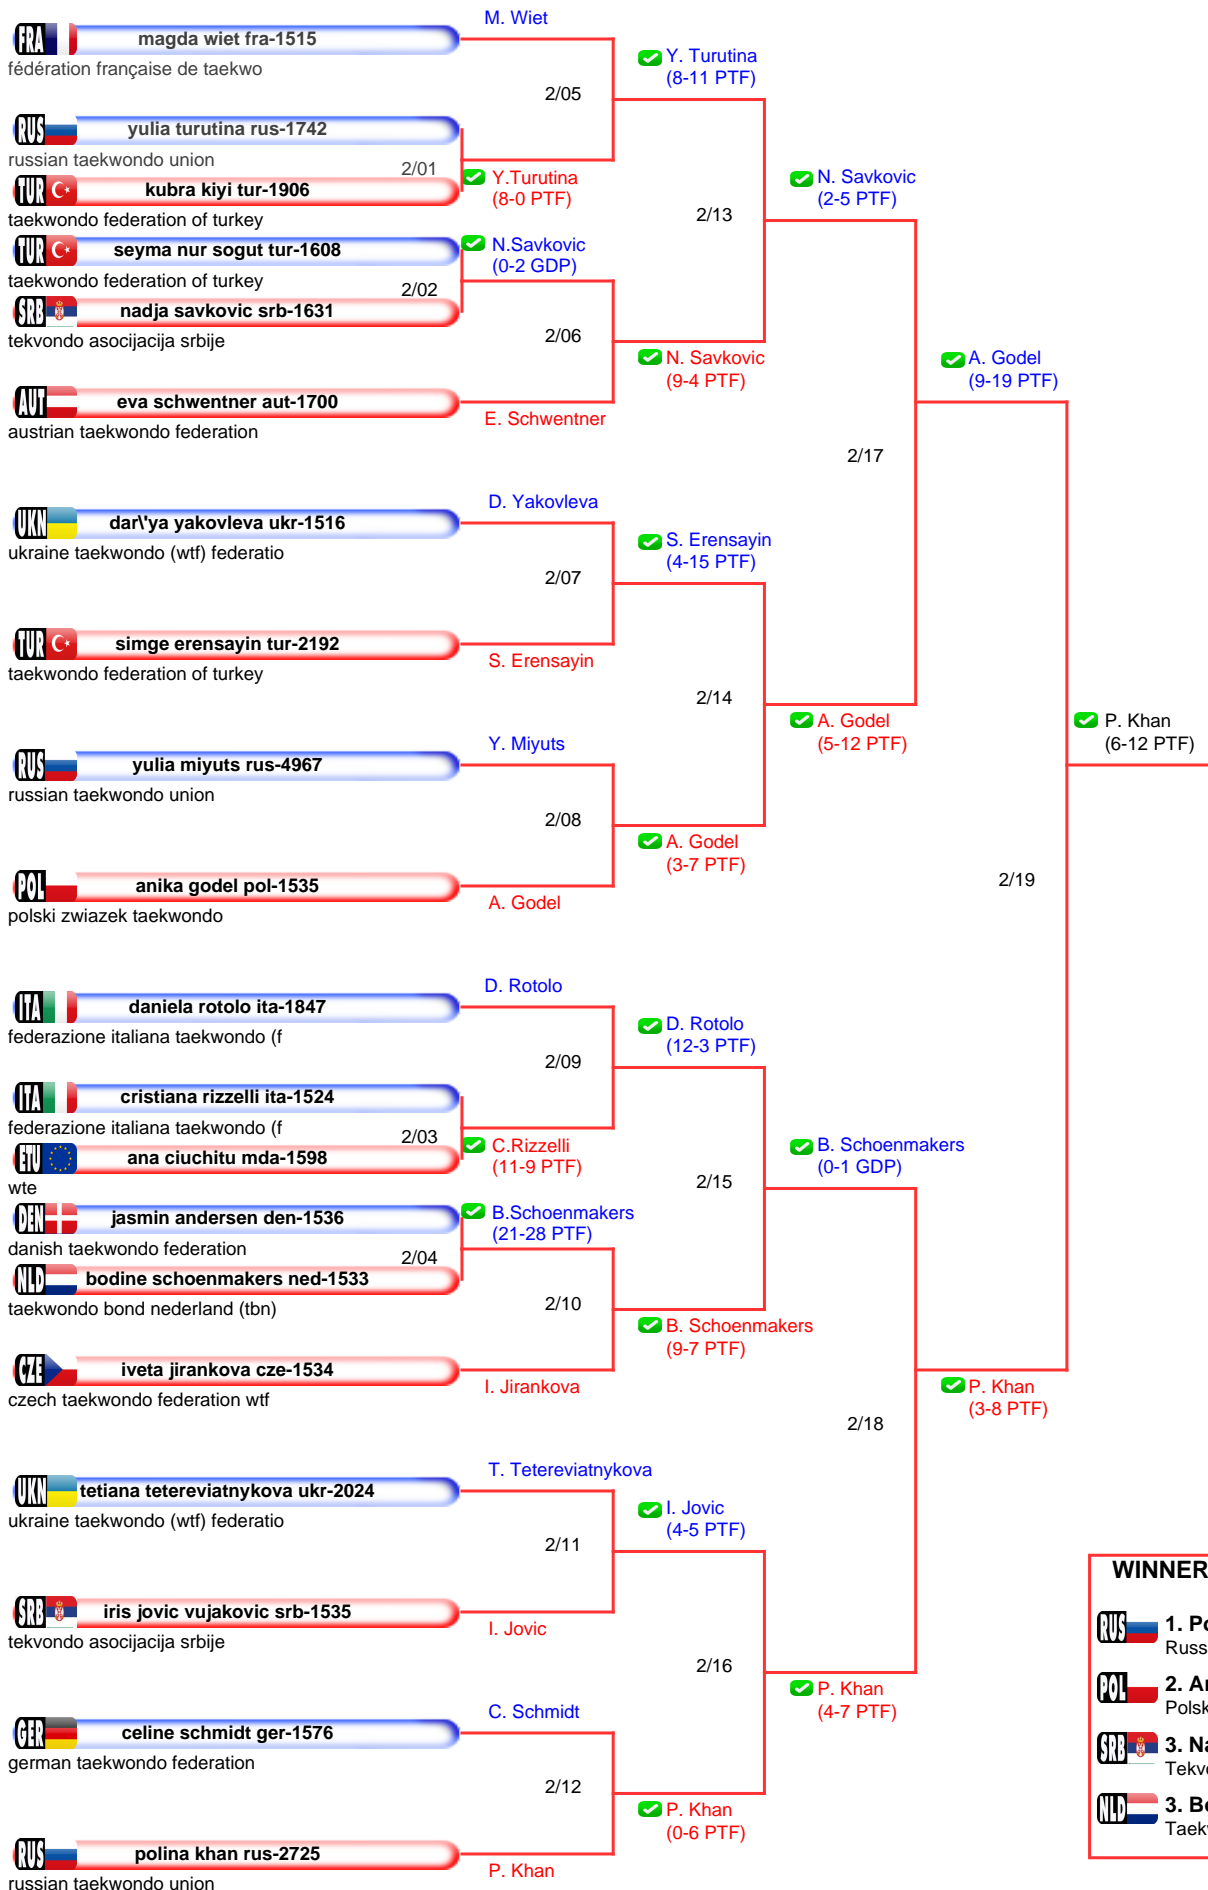 M. Wiet
FRA magda wiet fra-1515
fédération française de taekwo
Y. Turutina
(8-11 PTF)
2/05
RUS yulia turutina rus-1742
russian taekwondo union
2/01
Y.Turutina
(8-0 PTF)
TUR kubra kiyi tur-1906
taekwondo federation of turkey
N. Savkovic
(2-5 PTF)
2/13
TUR seyma nur sogut tur-1608
taekwondo federation of turkey
N.Savkovic
(0-2 GDP)
2/02
SRB nadja savkovic srb-1631
tekvondo asocijacija srbije
2/06
N. Savkovic
(9-4 PTF)
A. Godel
(9-19 PTF)
AUT eva schwentner aut-1700
austrian taekwondo federation
E. Schwentner
2/17
D. Yakovleva
UKN dar\'ya yakovleva ukr-1516
ukraine taekwondo (wtf) federatio
S. Erensayin
(4-15 PTF)
2/07
TUR simge erensayin tur-2192
taekwondo federation of turkey
S. Erensayin
2/14
A. Godel
(5-12 PTF)
P. Khan
(6-12 PTF)
Y. Miyuts
RUS yulia miyuts rus-4967
russian taekwondo union
2/08
A. Godel
(3-7 PTF)
POL anika godel pol-1535
polski zwiazek taekwondo
A. Godel
2/19
D. Rotolo
ITA daniela rotolo ita-1847
federazione italiana taekwondo (f
D. Rotolo
(12-3 PTF)
2/09
ITA cristiana rizzelli ita-1524
federazione italiana taekwondo (f
2/03
C.Rizzelli
(11-9 PTF)
ETU ana ciuchitu mda-1598
wte
B. Schoenmakers
(0-1 GDP)
2/15
DEN jasmin andersen den-1536
danish taekwondo federation
B.Schoenmakers
(21-28 PTF)
2/04
NLD bodine schoenmakers ned-1533
taekwondo bond nederland (tbn)
2/10
B. Schoenmakers
(9-7 PTF)
CZE iveta jirankova cze-1534
czech taekwondo federation wtf
I. Jirankova
P. Khan
(3-8 PTF)
2/18
T. Tetereviatnykova
UKN tetiana tetereviatnykova ukr-2024
ukraine taekwondo (wtf) federatio
I. Jovic
(4-5 PTF)
2/11
SRB iris jovic vujakovic srb-1535
tekvondo asocijacija srbije
I. Jovic
2/16
P. Khan
(4-7 PTF)
C. Schmidt
GER celine schmidt ger-1576
german taekwondo federation
2/12
P. Khan
(0-6 PTF)
RUS polina khan rus-2725
russian taekwondo union
P. Khan
WINNER
RUS 1. Po
Russ
POL 2. An
Polsk
SRB 3. Na
Tekvo
NLD 3. Bo
Taekw